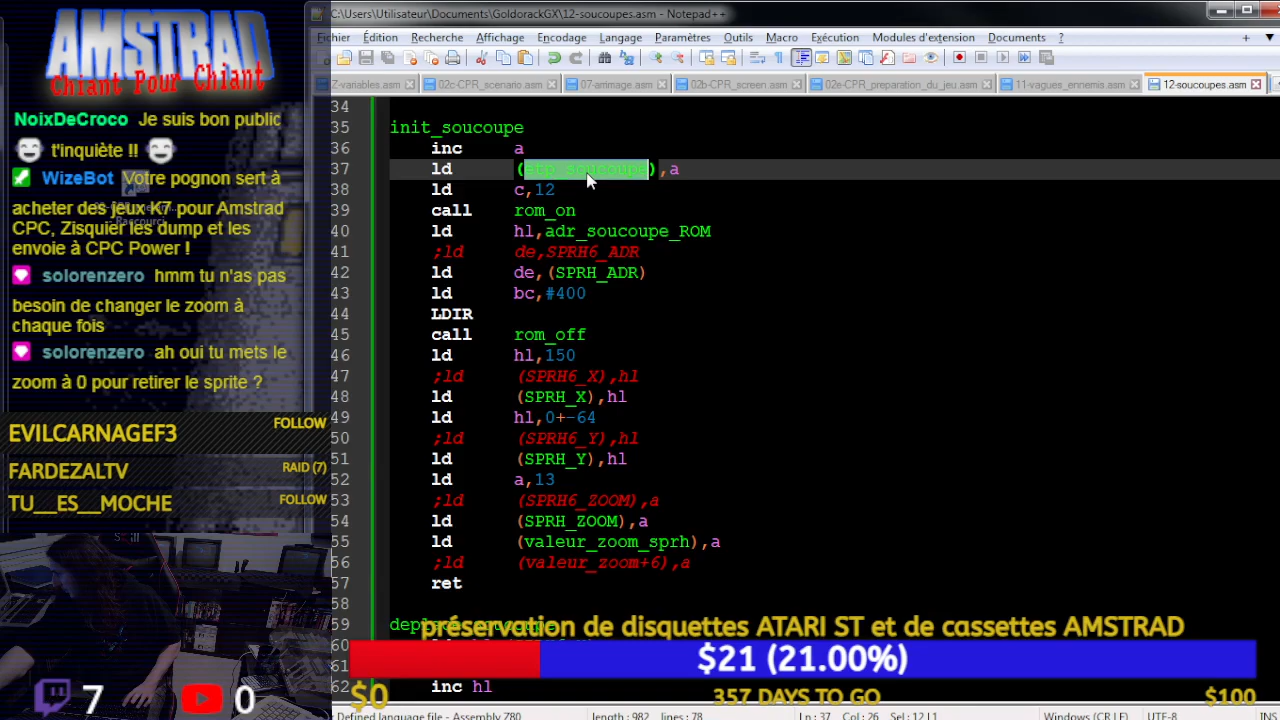 C:\Users\Utilisateur\Documents\GoldorackGX\12-soucoupes.asm - Notepad++
Fichier Édition Recherche Affichage Encodage Langage Paramètres Outils Macro Exécution Modules d'extension Documents ?
Z-variables.asm 02c-CPR_scenario.asm 07-arrimage.asm 02b-CPR_screen.asm 02e-CPR_preparation_du_jeu.asm 11-vagues_ennemis.asm 12-soucoupes.asm
AMSTRAD
Chiant Pour Chiant
NoixDeCroco Je suis bon public
t'inquiète !!
WizeBot Votre pognon sert à
acheter des jeux K7 pour Amstrad
CPC, Zisquier les dump et les
envoie à CPC Power !
solorenzero hmm tu n'as pas
besoin de changer le zoom à
chaque fois
solorenzero ah oui tu mets le
zoom à 0 pour retirer le sprite ?
EVILCARNAGEF3 FOLLOW
FARDEZALTV RAID (7)
TU__ES__MOCHE FOLLOW
7 0
34
35 init_soucoupe
36 inc a
37 ld (etp_soucoupe),a
38 ld c,12
39 call rom_on
40 ld hl,adr_soucoupe_ROM
41 ;ld de,SPRH6_ADR
42 ld de,(SPRH_ADR)
43 ld bc,#400
44 LDIR
45 call rom_off
46 ld hl,150
47 ;ld (SPRH6_X),hl
48 ld (SPRH_X),hl
49 ld hl,0+-64
50 ;ld (SPRH6_Y),hl
51 ld (SPRH_Y),hl
52 ld a,13
53 ;ld (SPRH6_ZOOM),a
54 ld (SPRH_ZOOM),a
55 ld (valeur_zoom_sprh),a
56 ;ld (valeur_zoom+6),a
57 ret
58
59
60
61
62 inc hl
préservation de disquettes ATARI ST et de cassettes AMSTRAD
$21 (21.00%)
$0 357 DAYS TO GO $100
Defined language file - Assembly Z80 length : 982 lines : 78 Ln : 37 Col : 26 Sel : 12 | 1 Windows (CR LF) UTF-8 INS